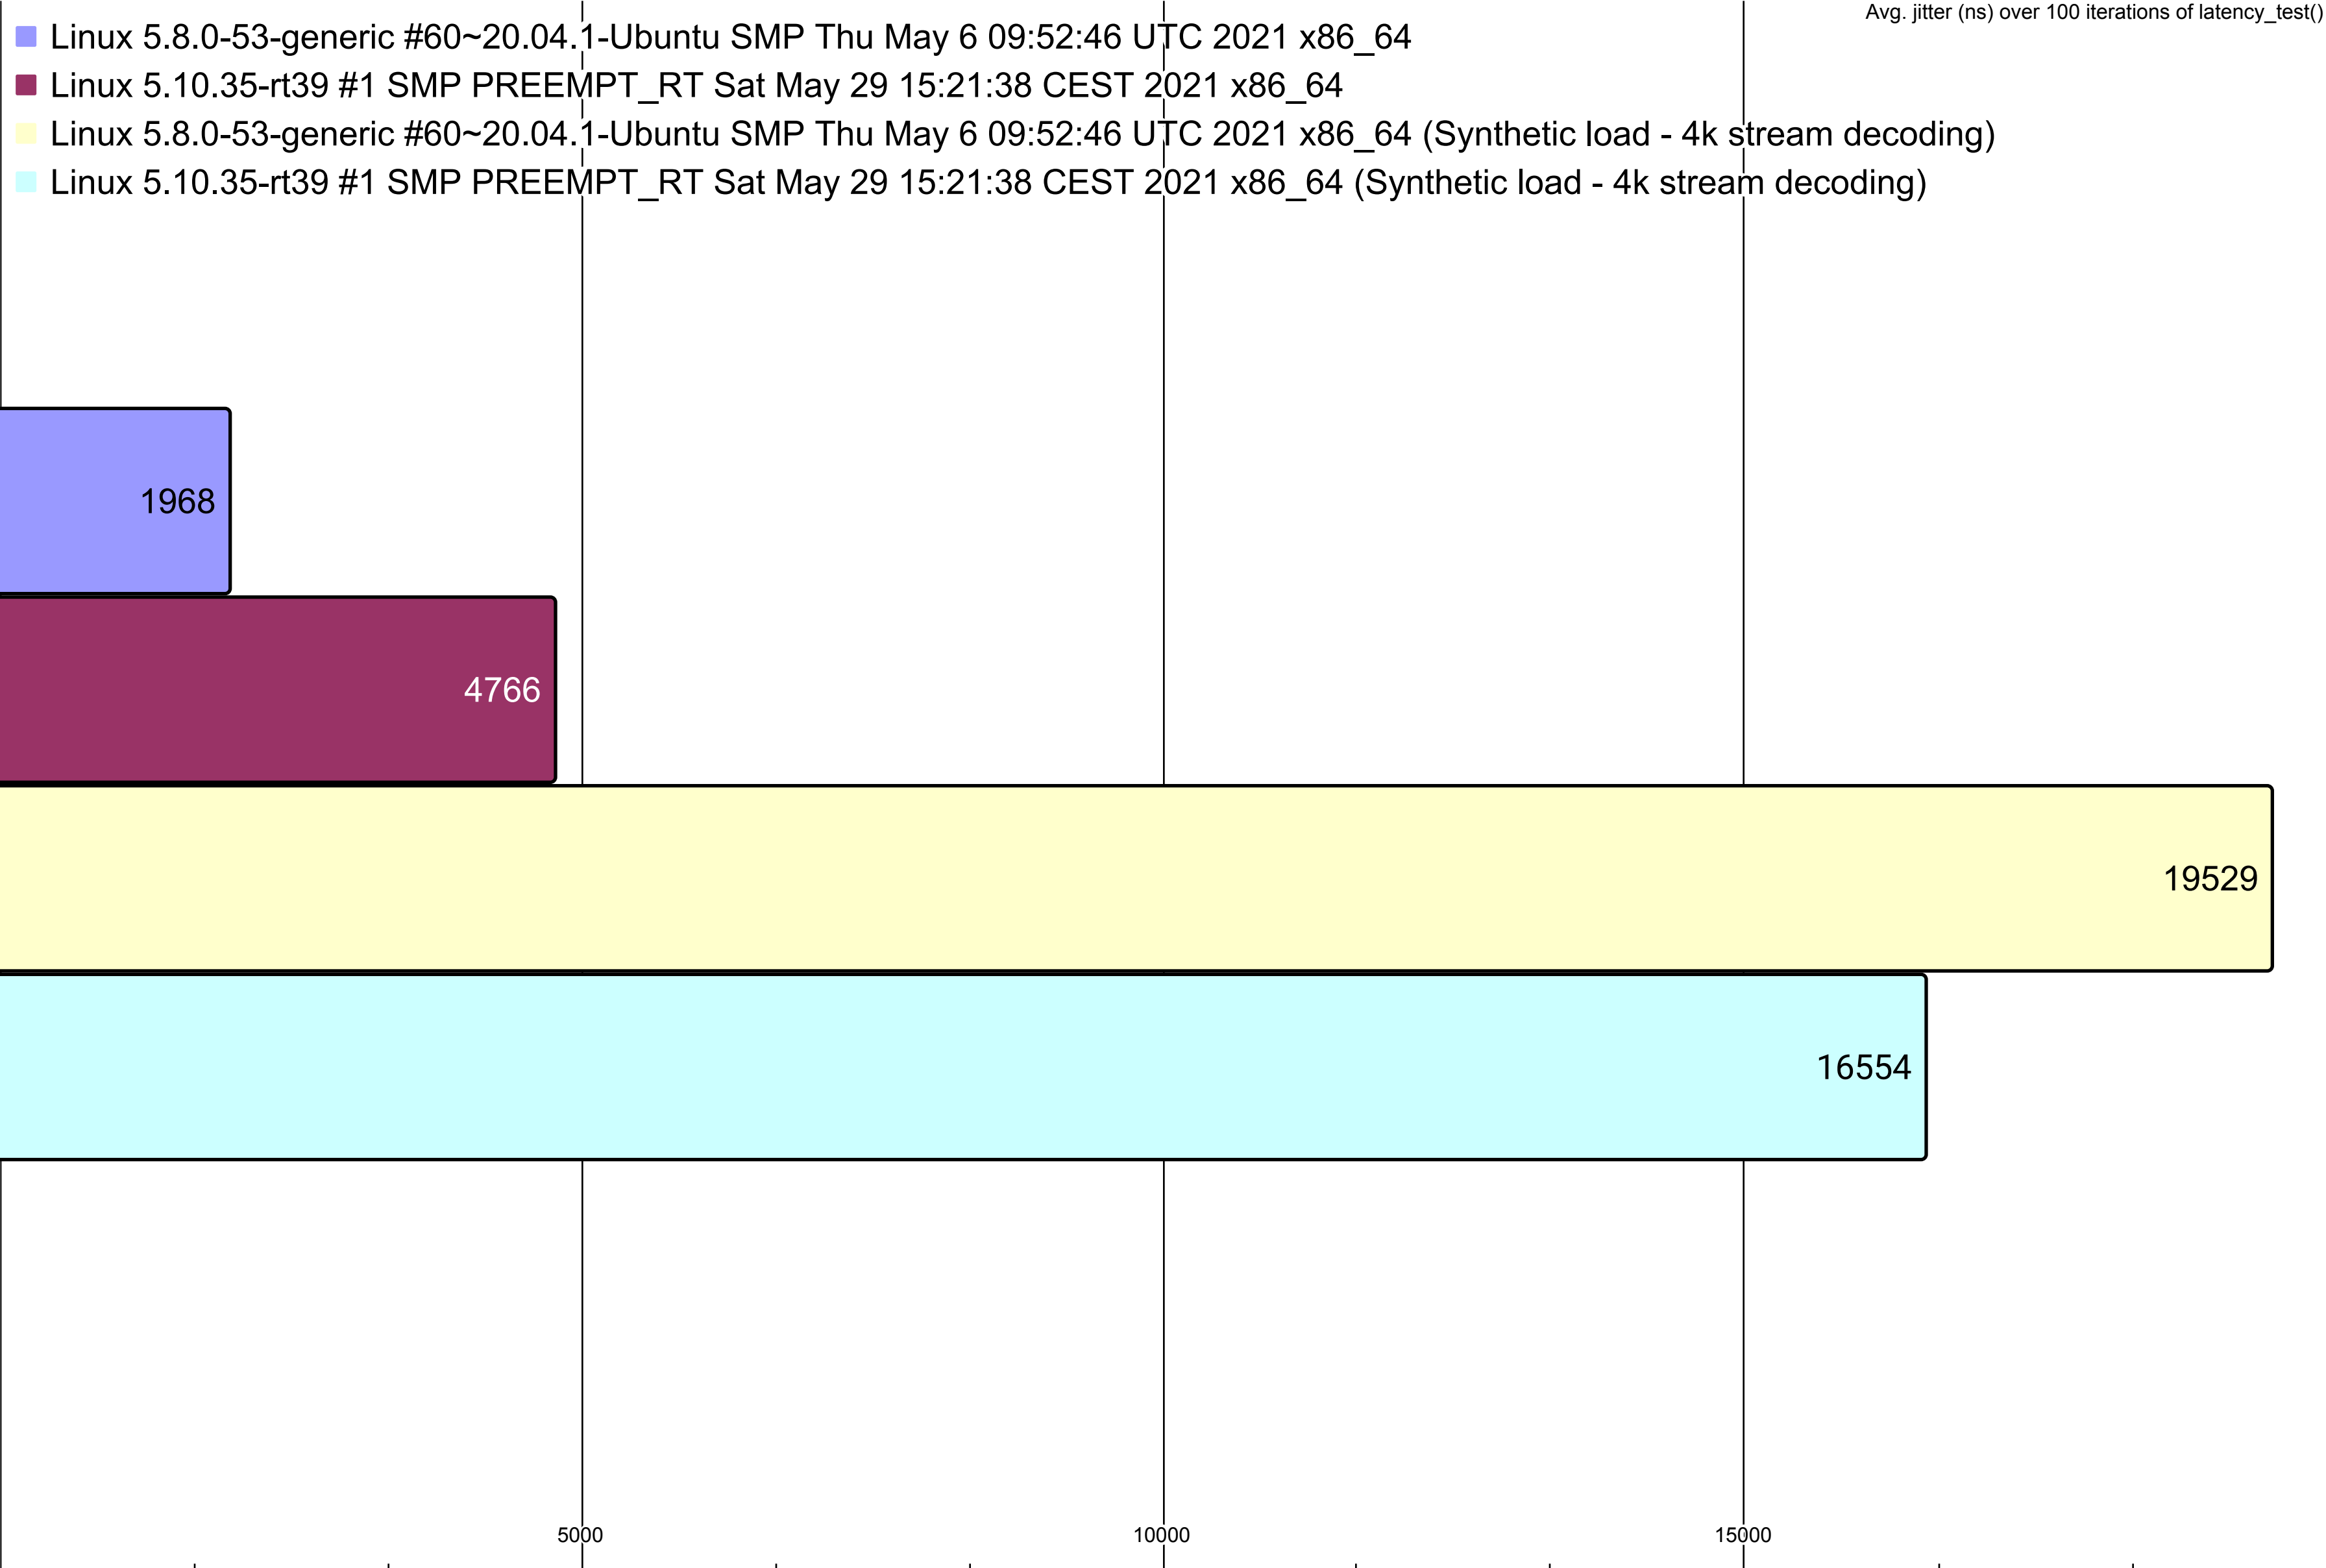 Avg. jitter (ns) over 100 iterations of latency_test()
Linux 5.8.0-53-generic #60~20.04.1-Ubuntu SMP Thu May 6 09:52:46 UTC 2021 x86_64
Linux 5.10.35-rt39 #1 SMP PREEMPT_RT Sat May 29 15:21:38 CEST 2021 x86_64
Linux 5.8.0-53-generic #60~20.04.1-Ubuntu SMP Thu May 6 09:52:46 UTC 2021 x86_64 (Synthetic load - 4k stream decoding)
Linux 5.10.35-rt39 #1 SMP PREEMPT_RT Sat May 29 15:21:38 CEST 2021 x86_64 (Synthetic load - 4k stream decoding)
1968
4766
19529
16554
5000 10000 15000